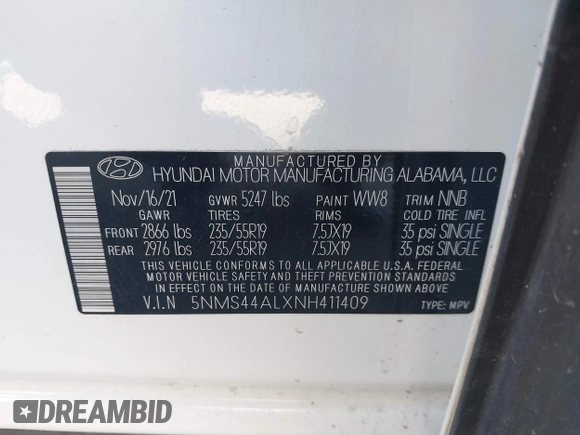 MANUFACTURED BY
HYUNDAI MOTOR MANUFACTURING ALABAMA, LLC
Nov/16/21 GVWR 5247 lbs PAINT WW8 TRIM NNB
GAWR TIRES RIMS COLD TIRE INFL
FRONT 2866 lbs 235/55R19 7.5JX19 35 psi SINGLE
REAR 2976 lbs 235/55R19 7.5JX19 35 psi SINGLE
THIS VEHICLE CONFORMS TO ALL APPLICABLE U.S.A. FEDERAL
MOTOR VEHICLE SAFETY AND THEFT PREVENTION STANDARDS
IN EFFECT ON THE DATE OF MANUFACTURE SHOWN ABOVE.
V.I.N 5NMS44ALXNH411409 TYPE: MPV
DREAMBID